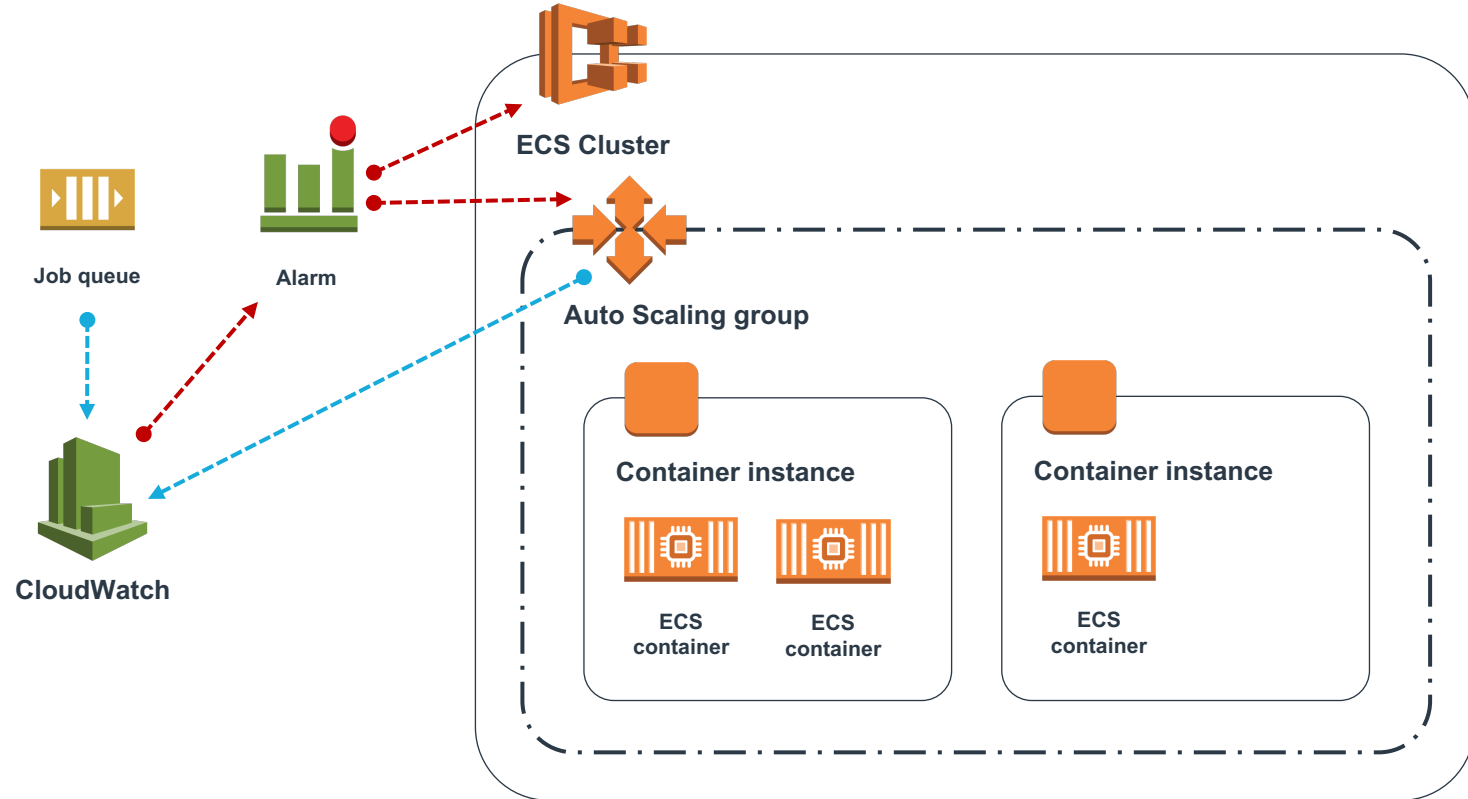 ECS Cluster
Job queue
Alarm
Auto Scaling group
CloudWatch
Container instance
ECS
container
ECS
container
Container instance
ECS
container